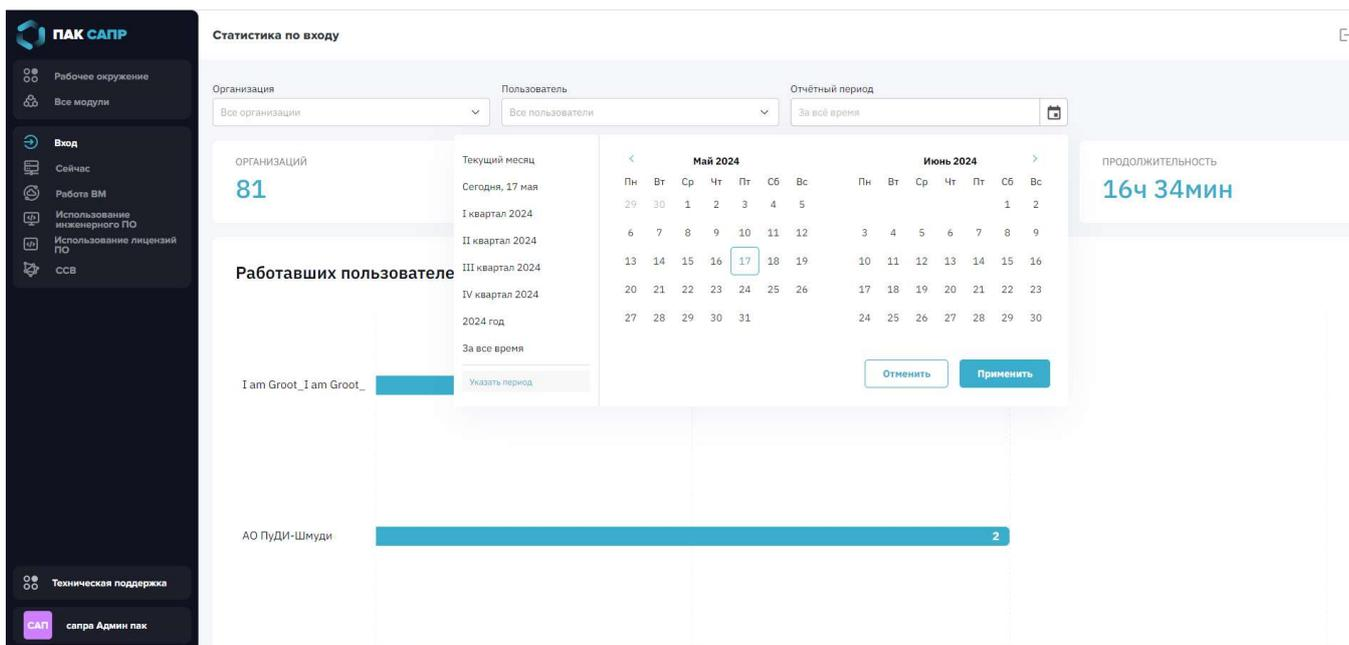 ПАК САПР
Статистика по входу
Рабочее окружение
Все модули
Вход
Сейчас
Работа ВМ
Использование
инженерного ПО
Использование лицензий
ПО
ССВ
Техническая поддержка
САП сапра Админ пак
Организация Пользователь Отчётный период
Все организации Все пользователи За всё время
ОРГАНИЗАЦИЙ
81
ПРОДОЛЖИТЕЛЬНОСТЬ
16ч 34мин
Текущий месяц
Сегодня, 17 мая
I квартал 2024
II квартал 2024
III квартал 2024
IV квартал 2024
2024 год
За все время
Указать период
Май 2024
Пн Вт Ср Чт Пт Сб Вс
29 30 1 2 3 4 5
6 7 8 9 10 11 12
13 14 15 16 17 18 19
20 21 22 23 24 25 26
27 28 29 30 31
Июнь 2024
Пн Вт Ср Чт Пт Сб Вс
1 2
3 4 5 6 7 8 9
10 11 12 13 14 15 16
17 18 19 20 21 22 23
24 25 26 27 28 29 30
Отменить Применить
Работавших пользователе
I am Groot_I am Groot_
АО ПуДИ-Шмуди 2